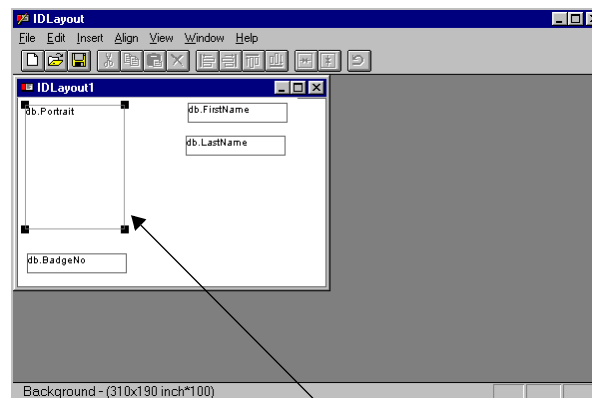 IDLayout
File Edit Insert Align View Window Help
IDLayout1
db.Portrait
db.FirstName
db.LastName
db.BadgeNo
Background - (310x190 inch*100)